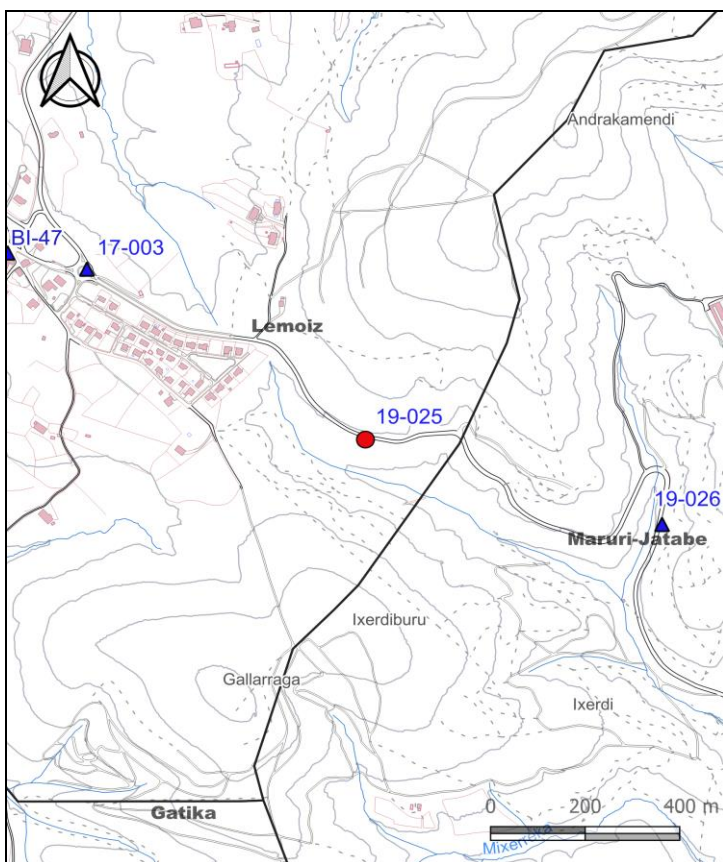 Andrakamendi
BI-47
17-003
Lemoiz
19-025
19-026
Maruri-Jatabe
Ixerdiburu
Gallarraga
Ixerdi
0 200 400 m
Gatika
Mixerreka